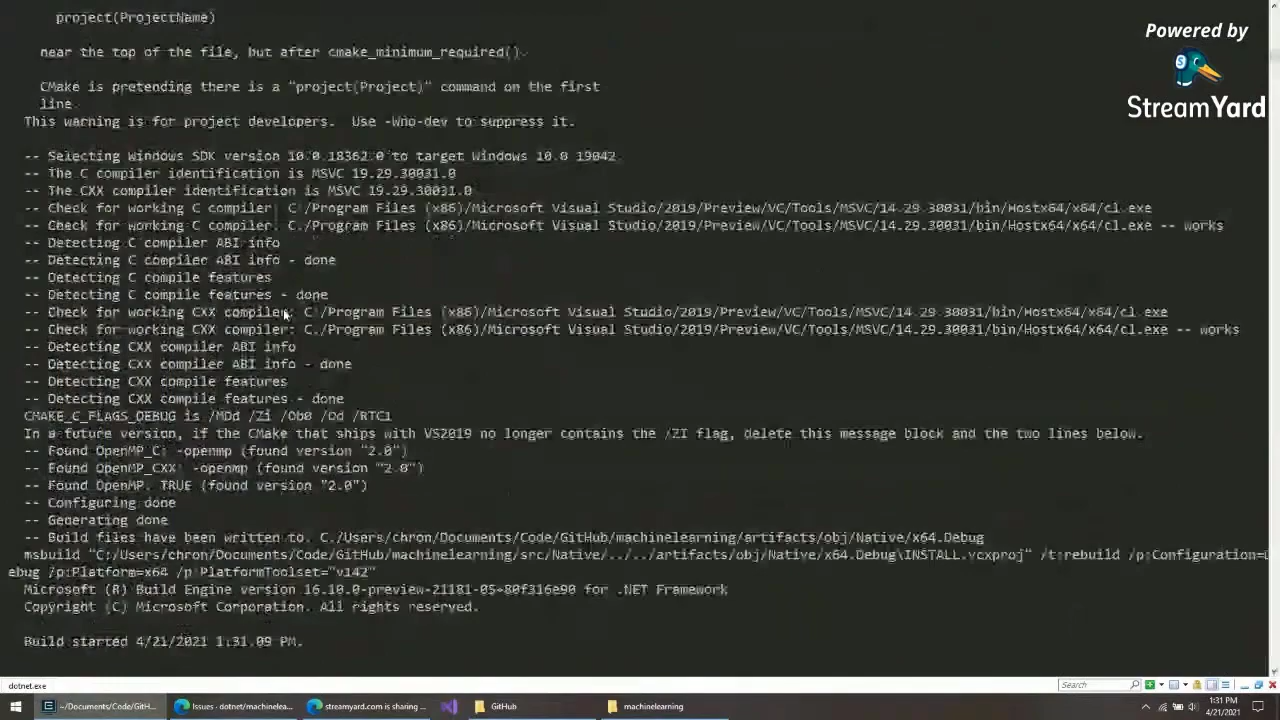 project(ProjectName)
near the top of the file, but after cmake_minimum_required().
CMake is pretending there is a "project(Project)" command on the first
line.
This warning is for project developers.  Use -Wno-dev to suppress it.
-- Selecting Windows SDK version 10.0.18362.0 to target Windows 10.0.19042.
-- The C compiler identification is MSVC 19.29.30031.0
-- The CXX compiler identification is MSVC 19.29.30031.0
-- Check for working C compiler: C:/Program Files (x86)/Microsoft Visual Studio/2019/Preview/VC/Tools/MSVC/14.29.30031/bin/Hostx64/x64/cl.exe
-- Check for working C compiler: C:/Program Files (x86)/Microsoft Visual Studio/2019/Preview/VC/Tools/MSVC/14.29.30031/bin/Hostx64/x64/cl.exe -- works
-- Detecting C compiler ABI info
-- Detecting C compiler ABI info - done
-- Detecting C compile features
-- Detecting C compile features - done
-- Check for working CXX compiler: C:/Program Files (x86)/Microsoft Visual Studio/2019/Preview/VC/Tools/MSVC/14.29.30031/bin/Hostx64/x64/cl.exe
-- Check for working CXX compiler: C:/Program Files (x86)/Microsoft Visual Studio/2019/Preview/VC/Tools/MSVC/14.29.30031/bin/Hostx64/x64/cl.exe -- works
-- Detecting CXX compiler ABI info
-- Detecting CXX compiler ABI info - done
-- Detecting CXX compile features
-- Detecting CXX compile features - done
CMAKE_C_FLAGS_DEBUG is /MDd /Zi /Ob0 /Od /RTC1
In a future version, if the CMake that ships with VS2019 no longer contains the /ZI flag, delete this message block and the two lines below.
-- Found OpenMP_C: -openmp (found version "2.0")
-- Found OpenMP_CXX: -openmp (found version "2.0")
-- Found OpenMP: TRUE (found version "2.0")
-- Configuring done
-- Generating done
-- Build files have been written to: C:/Users/chron/Documents/Code/GitHub/machinelearning/artifacts/obj/Native/x64.Debug
msbuild "C:/Users/chron/Documents/Code/GitHub/machinelearning/src/Native/../../artifacts/obj/Native/x64.Debug\INSTALL.vcxproj" /t:rebuild /p:Configuration=D
ebug /p:Platform=x64 /p:PlatformToolset="v142"
Microsoft (R) Build Engine version 16.10.0-preview-21181-05+80f316e90 for .NET Framework
Copyright (C) Microsoft Corporation. All rights reserved.
Build started 4/21/2021 1:31:09 PM.
Powered by
StreamYard
dotnet.exe
Search
~/Documents/Code/GitH...
Issues · dotnet/machinelea...
streamyard.com is sharing ...
GitHub
machinelearning
1:31 PM
4/21/2021